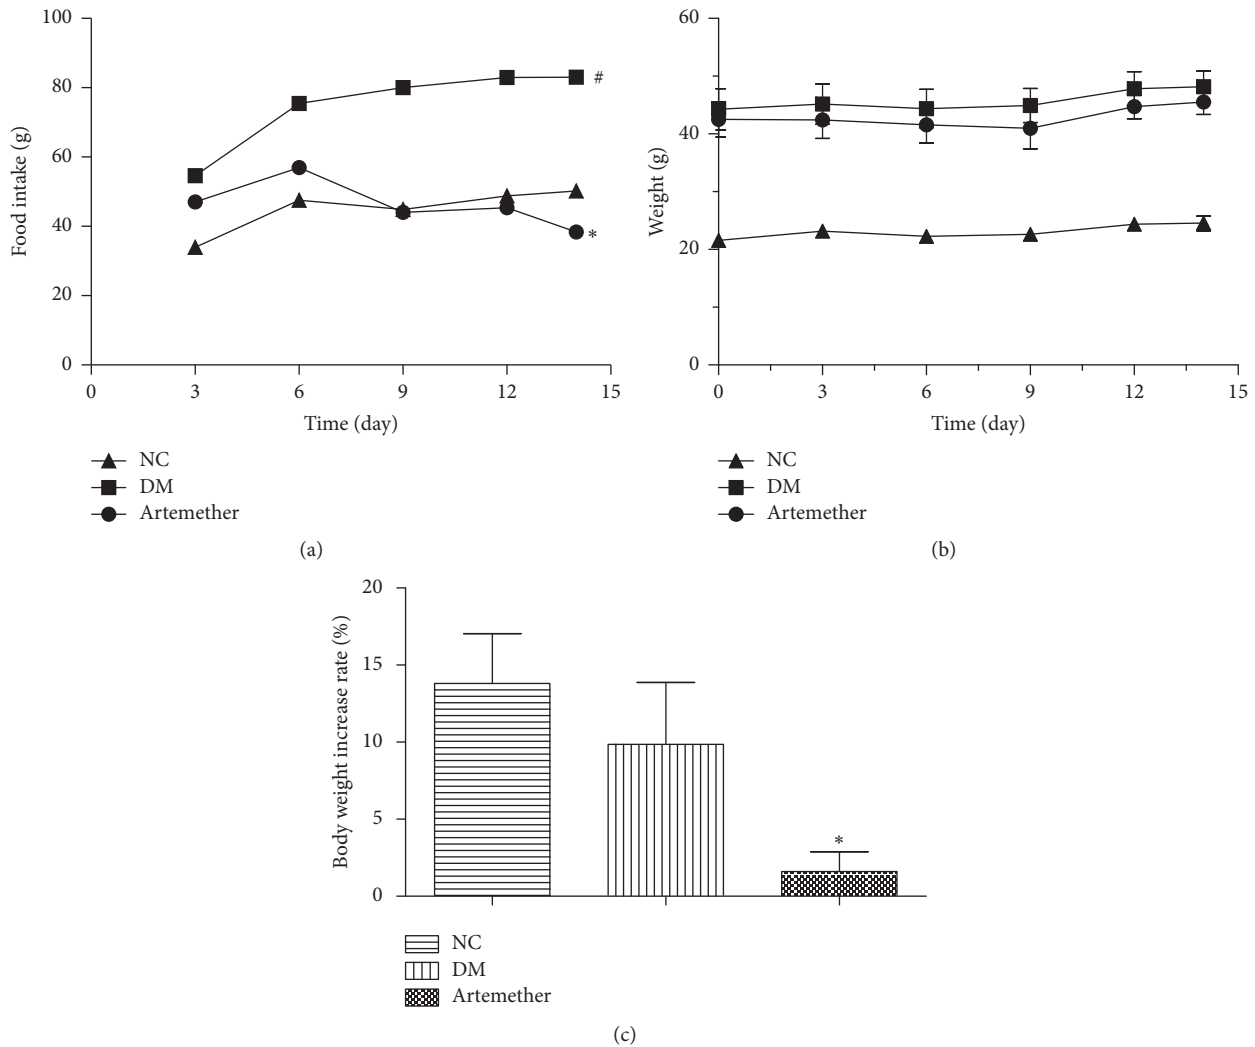 100
80
60
40
20
0
Food intake (g)
#
*
0 3 6 9 12 15
Time (day)
NC
DM
Artemether
(a)
60
40
20
0
Weight (g)
0 3 6 9 12 15
Time (day)
NC
DM
Artemether
(b)
20
15
10
5
0
Body weight increase rate (%)
*
NC
DM
Artemether
(c)